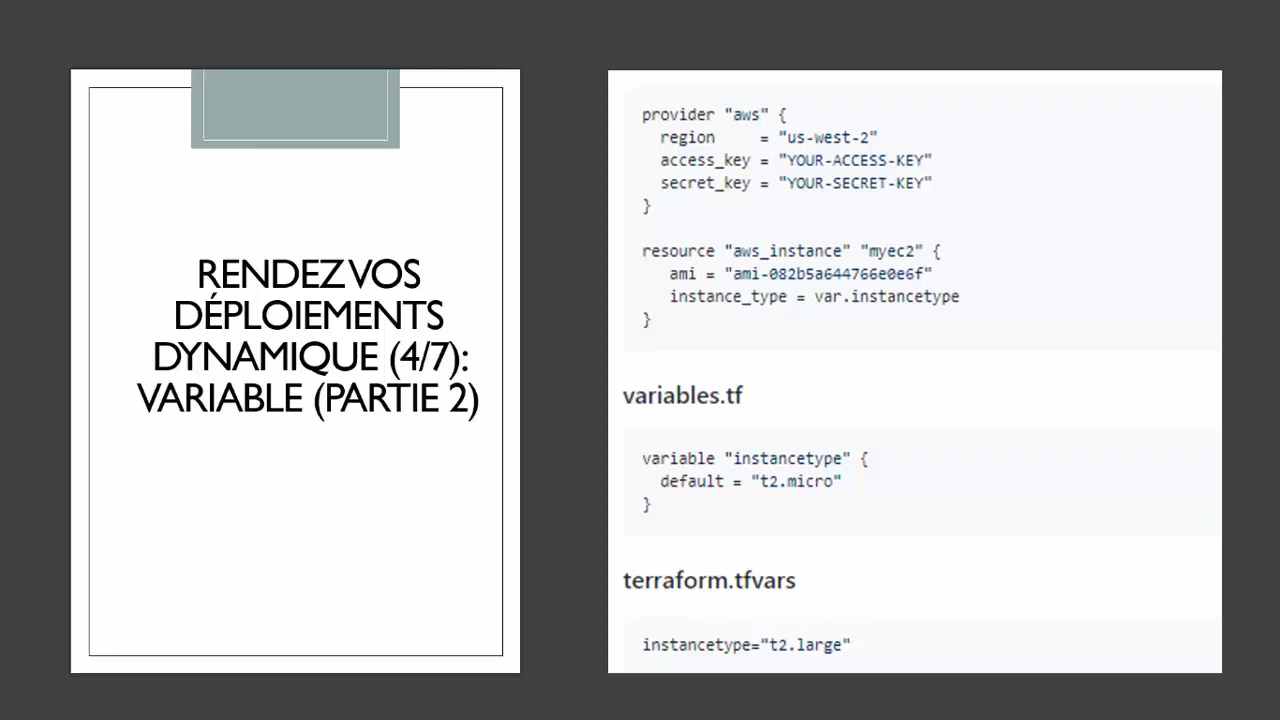 RENDEZ VOS
DÉPLOIEMENTS
DYNAMIQUE (4/7):
VARIABLE (PARTIE 2)
provider "aws" {
  region     = "us-west-2"
  access_key = "YOUR-ACCESS-KEY"
  secret_key = "YOUR-SECRET-KEY"
}
resource "aws_instance" "myec2" {
   ami = "ami-082b5a644766e0e6f"
   instance_type = var.instancetype
}
variables.tf
variable "instancetype" {
  default = "t2.micro"
}
terraform.tfvars
instancetype="t2.large"